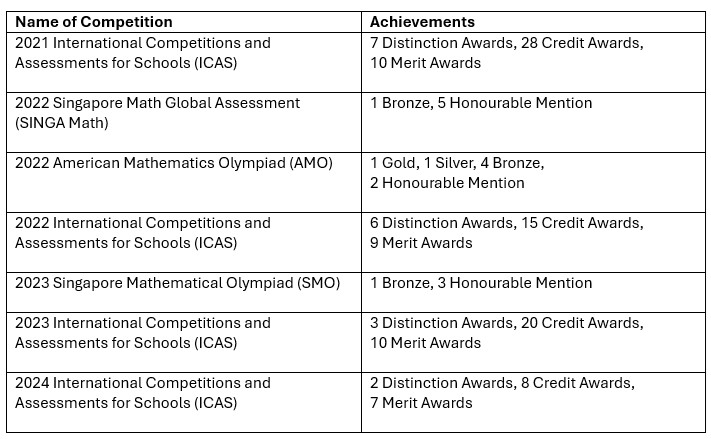 Name of Competition
Achievements
2021 International Competitions and
Assessments for Schools (ICAS)
7 Distinction Awards, 28 Credit Awards,
10 Merit Awards
2022 Singapore Math Global Assessment
(SINGA Math)
1 Bronze, 5 Honourable Mention
2022 American Mathematics Olympiad (AMO)
1 Gold, 1 Silver, 4 Bronze,
2 Honourable Mention
2022 International Competitions and
Assessments for Schools (ICAS)
6 Distinction Awards, 15 Credit Awards,
9 Merit Awards
2023 Singapore Mathematical Olympiad (SMO)
1 Bronze, 3 Honourable Mention
2023 International Competitions and
Assessments for Schools (ICAS)
3 Distinction Awards, 20 Credit Awards,
10 Merit Awards
2024 International Competitions and
Assessments for Schools (ICAS)
2 Distinction Awards, 8 Credit Awards,
7 Merit Awards